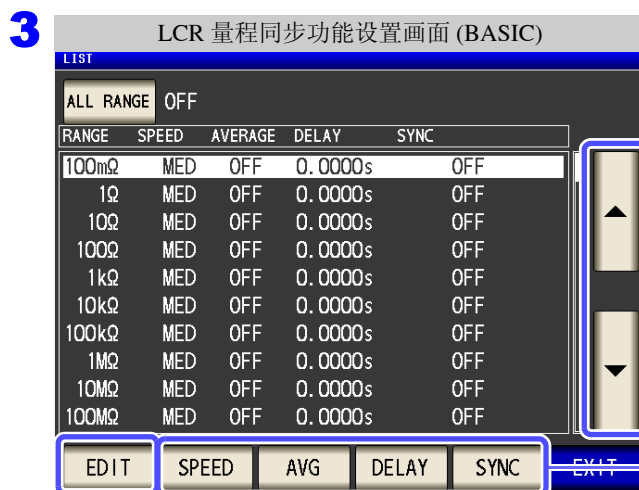 3
LCR 量程同步功能设置画面 (BASIC)
LIST
ALL RANGE OFF
RANGE SPEED AVERAGE DELAY SYNC
100mΩ MED OFF 0.0000s OFF
1Ω MED OFF 0.0000s OFF
10Ω MED OFF 0.0000s OFF
100Ω MED OFF 0.0000s OFF
1kΩ MED OFF 0.0000s OFF
10kΩ MED OFF 0.0000s OFF
100kΩ MED OFF 0.0000s OFF
1MΩ MED OFF 0.0000s OFF
10MΩ MED OFF 0.0000s OFF
100MΩ MED OFF 0.0000s OFF
EDIT SPEED AVG DELAY SYNC EXIT